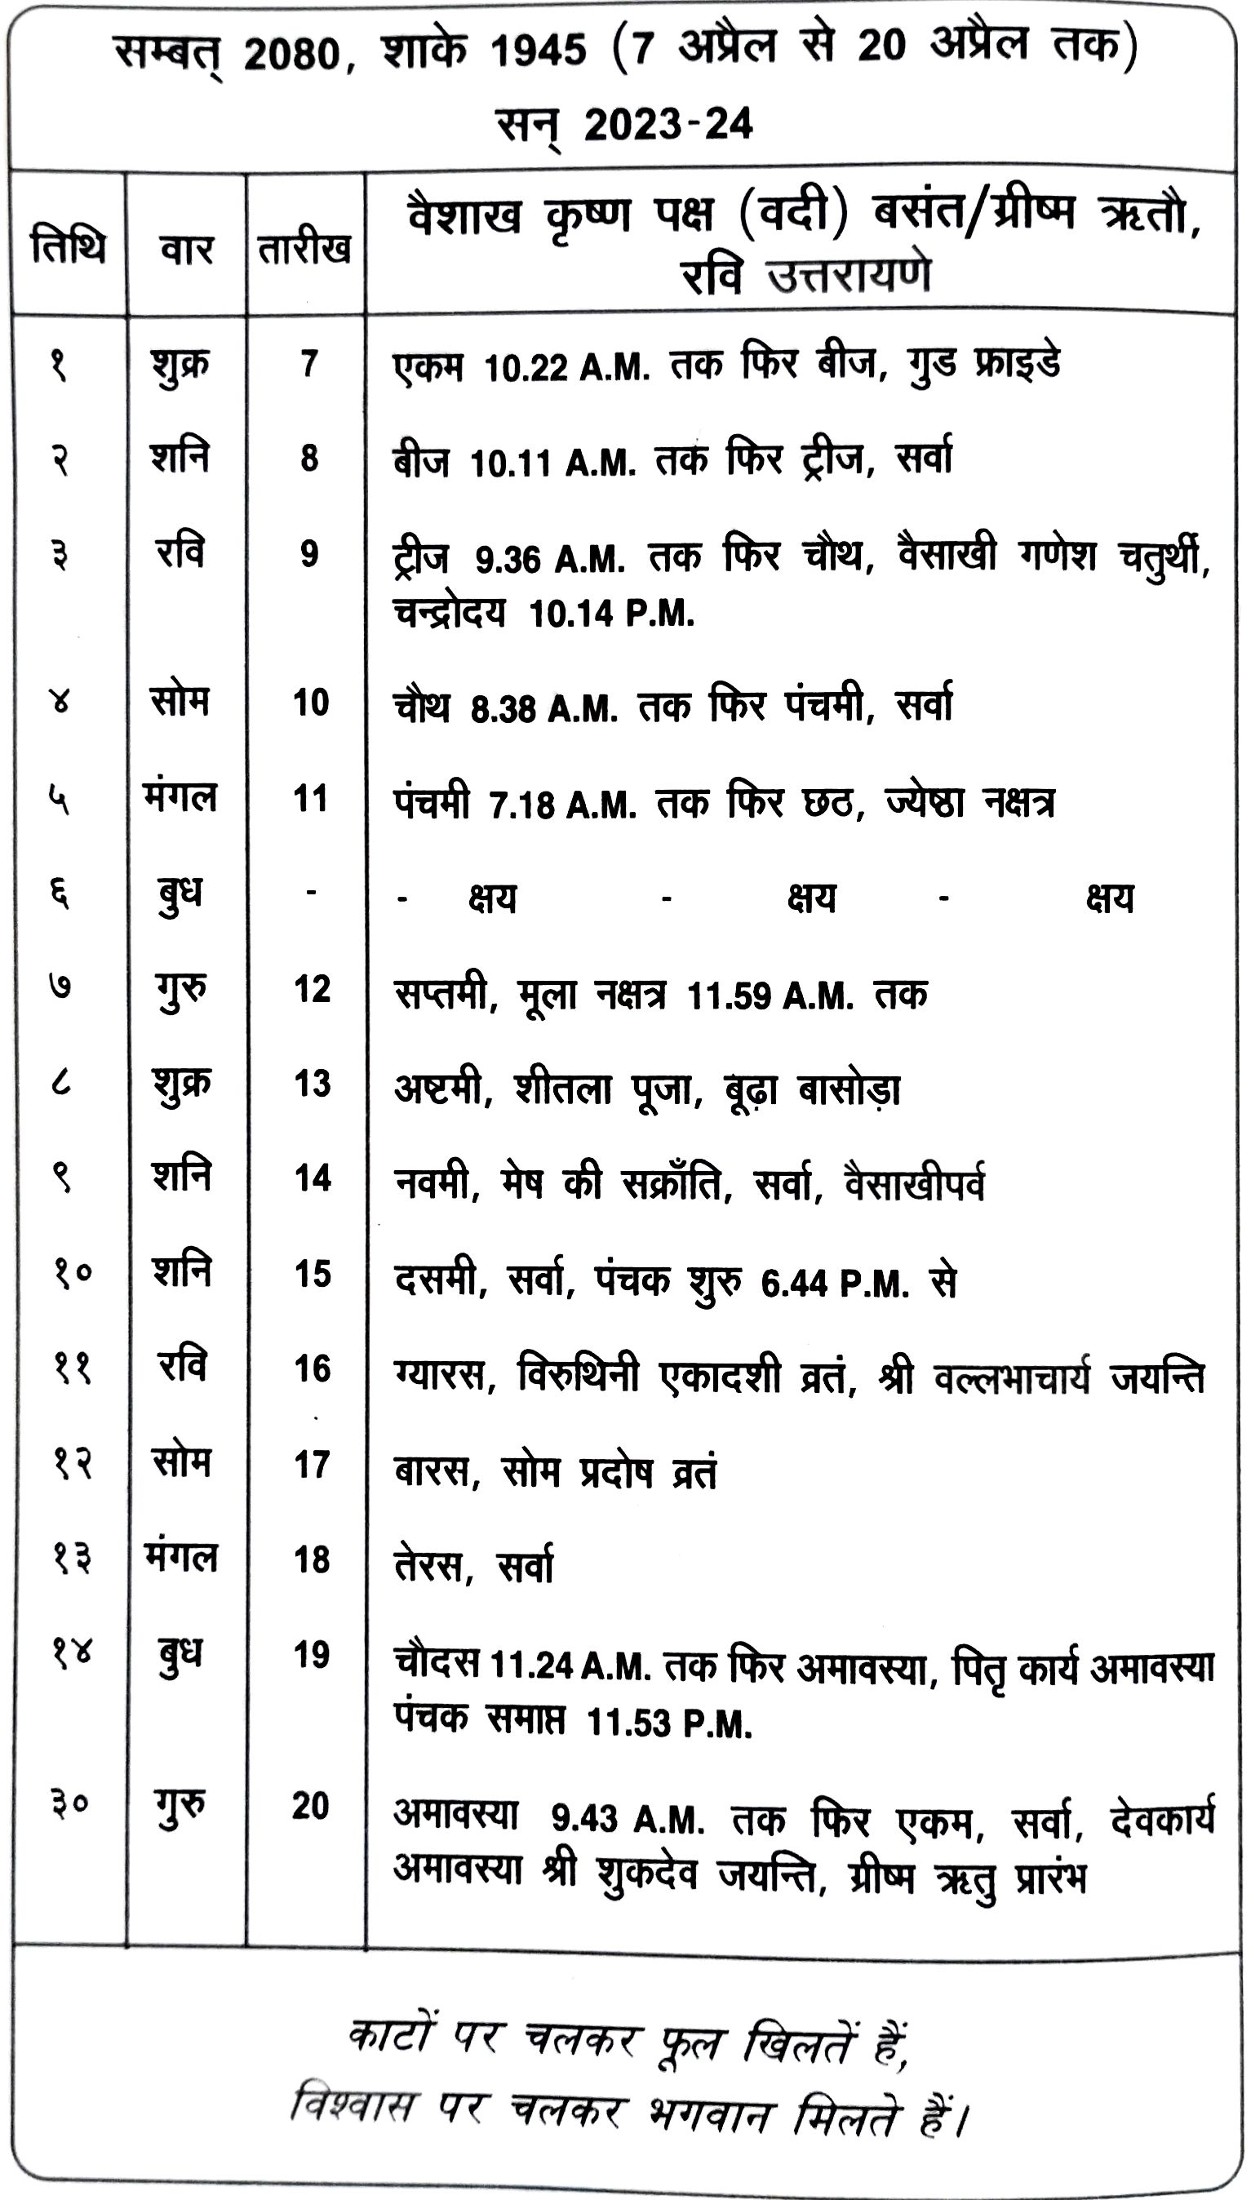 सम्बत् 2080, शाके 1945 (7 अप्रैल से 20 अप्रैल तक)
सन् 2023-24
तिथि वार तारीख वैशाख कृष्ण पक्ष (वदी) बसंत/ग्रीष्म ऋतौ,
रवि उत्तरायणे
१ शुक्र 7 एकम 10.22 A.M. तक फिर बीज, गुड फ्राइडे
२ शनि 8 बीज 10.11 A.M. तक फिर ट्रीज, सर्वा
३ रवि 9 ट्रीज 9.36 A.M. तक फिर चौथ, वैसाखी गणेश चतुर्थी,
चन्द्रोदय 10.14 P.M.
४ सोम 10 चौथ 8.38 A.M. तक फिर पंचमी, सर्वा
५ मंगल 11 पंचमी 7.18 A.M. तक फिर छठ, ज्येष्ठा नक्षत्र
६ बुध - - क्षय - क्षय - क्षय
७ गुरु 12 सप्तमी, मूला नक्षत्र 11.59 A.M. तक
८ शुक्र 13 अष्टमी, शीतला पूजा, बूढ़ा बासोड़ा
९ शनि 14 नवमी, मेष की सक्राँति, सर्वा, वैसाखीपर्व
१० शनि 15 दसमी, सर्वा, पंचक शुरु 6.44 P.M. से
११ रवि 16 ग्यारस, विरुथिनी एकादशी व्रतं, श्री वल्लभाचार्य जयन्ति
१२ सोम 17 बारस, सोम प्रदोष व्रतं
१३ मंगल 18 तेरस, सर्वा
१४ बुध 19 चौदस 11.24 A.M. तक फिर अमावस्या, पितृ कार्य अमावस्या
पंचक समाप्त 11.53 P.M.
३० गुरु 20 अमावस्या 9.43 A.M. तक फिर एकम, सर्वा, देवकार्य
अमावस्या श्री शुकदेव जयन्ति, ग्रीष्म ऋतु प्रारंभ
काटों पर चलकर फूल खिलतें हैं,
विश्वास पर चलकर भगवान मिलते हैं।